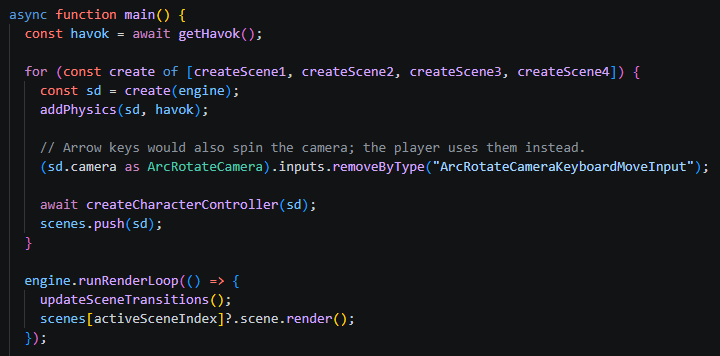 async function main() {
const havok = await getHavok();
for (const create of [createScene1, createScene2, createScene3, createScene4]) {
const sd = create(engine);
addPhysics(sd, havok);
// Arrow keys would also spin the camera; the player uses them instead.
(sd.camera as ArcRotateCamera).inputs.removeByType("ArcRotateCameraKeyboardMoveInput");
await createCharacterController(sd);
scenes.push(sd);
}
engine.runRenderLoop(() => {
updateSceneTransitions();
scenes[activeSceneIndex]?.scene.render();
});